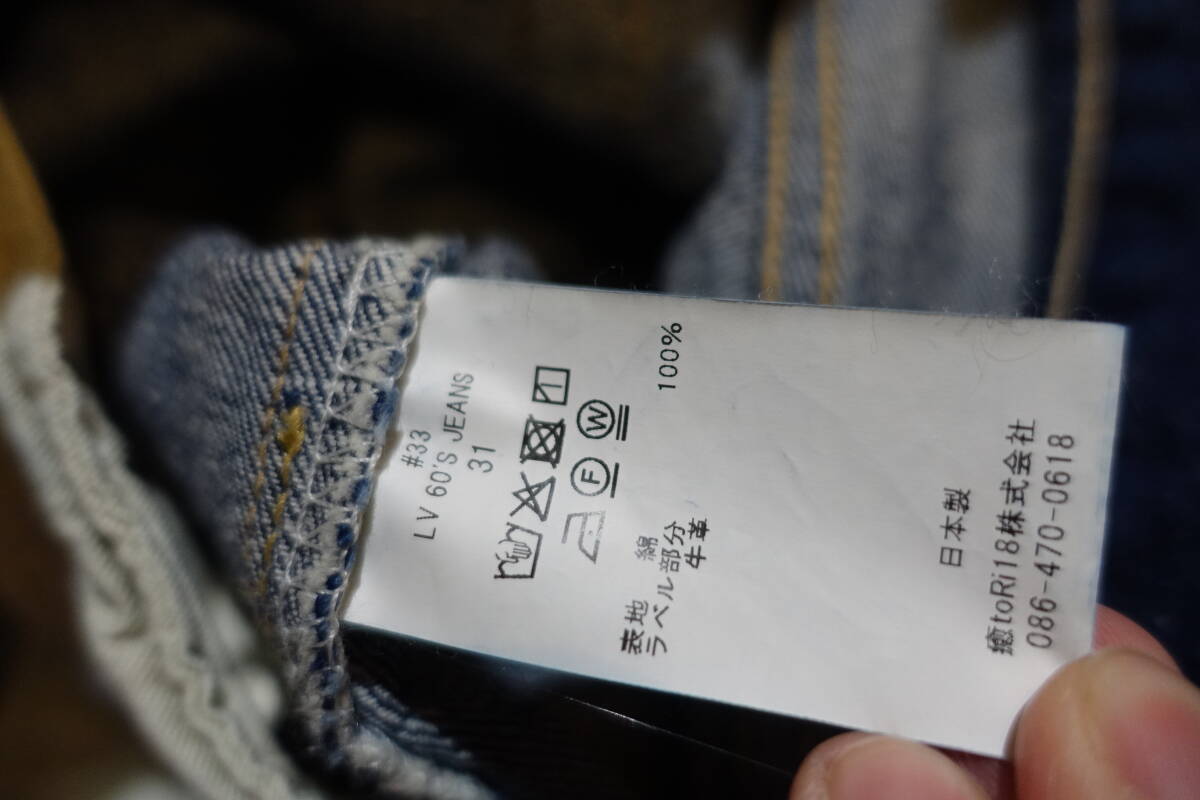 #33
LV 60'S JEANS
31
F W
表地 綿 100%
ラベル部分
牛革
日本製
癒toRi18株式会社
086-470-0618